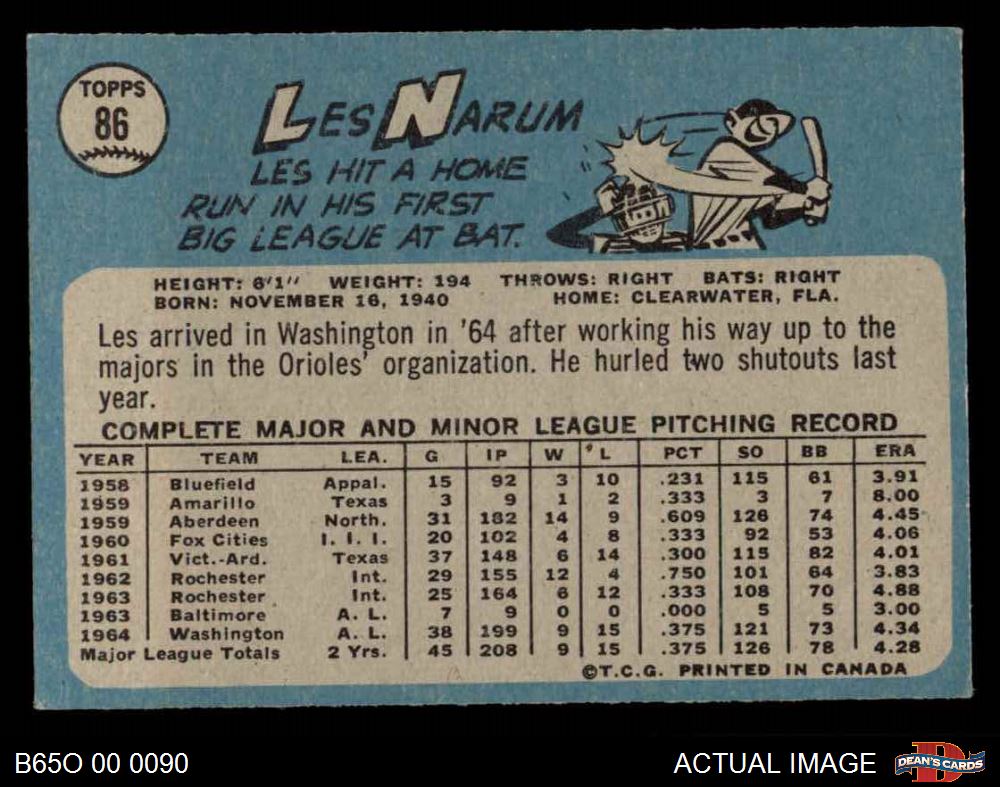 TOPPS
86
LES NARUM
LES HIT A HOME
RUN IN HIS FIRST
BIG LEAGUE AT BAT.
HEIGHT: 6'1" WEIGHT: 194 THROWS: RIGHT BATS: RIGHT
BORN: NOVEMBER 16, 1940 HOME: CLEARWATER, FLA.
Les arrived in Washington in '64 after working his way up to the
majors in the Orioles' organization. He hurled two shutouts last
year.
COMPLETE MAJOR AND MINOR LEAGUE PITCHING RECORD
YEAR TEAM LEA. G IP W L PCT SO BB ERA
1958 Bluefield Appal. 15 92 3 10 .231 115 61 3.91
1959 Amarillo Texas 3 9 1 2 .333 3 7 8.00
1959 Aberdeen North. 31 182 14 9 .609 126 74 4.45
1960 Fox Cities I. I. I. 20 102 4 8 .333 92 53 4.06
1961 Vict.-Ard. Texas 37 148 6 14 .300 115 82 4.01
1962 Rochester Int. 29 155 12 4 .750 101 64 3.83
1963 Rochester Int. 25 164 6 12 .333 108 70 4.88
1963 Baltimore A. L. 7 9 0 0 .000 5 5 3.00
1964 Washington A. L. 38 199 9 15 .375 121 73 4.34
Major League Totals 2 Yrs. 45 208 9 15 .375 126 78 4.28
©T.C.G. PRINTED IN CANADA
B65O 00 0090 ACTUAL IMAGE DEAN'S CARDS